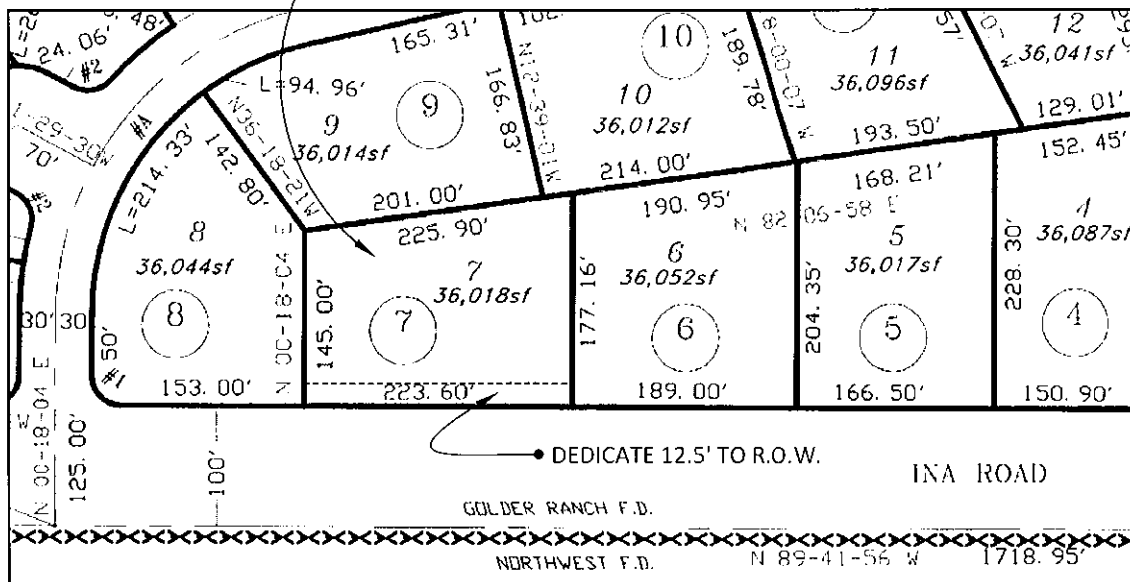 24.06'
48'
#2
165.31'
L=94.96'
9
9
36,014sf
N12-39-01W
166.83'
10
10
36,012sf
189.78'
11
36,096sf
57'
12
36,041sf
129.01'
70'
#A
L=214.33'
142.80'
N36-18-21W
201.00'
214.00'
193.50'
152.45'
#2
225.90'
190.95'
168.21'
N 82-06-58 E
8
36,044sf
8
N 00-18-04 E
145.00'
7
36,018sf
7
177.16'
6
36,052sf
6
204.35'
5
36,017sf
5
228.30'
4
36,087sf
4
30' 30
#1
50'
153.00'
223.60'
189.00'
166.50'
150.90'
N 00-18-04 E
125.00'
100'
DEDICATE 12.5' TO R.O.W.
INA ROAD
GOLDER RANCH F.D.
NORTHWEST F.D.
N 89-41-56 W 1718.95'